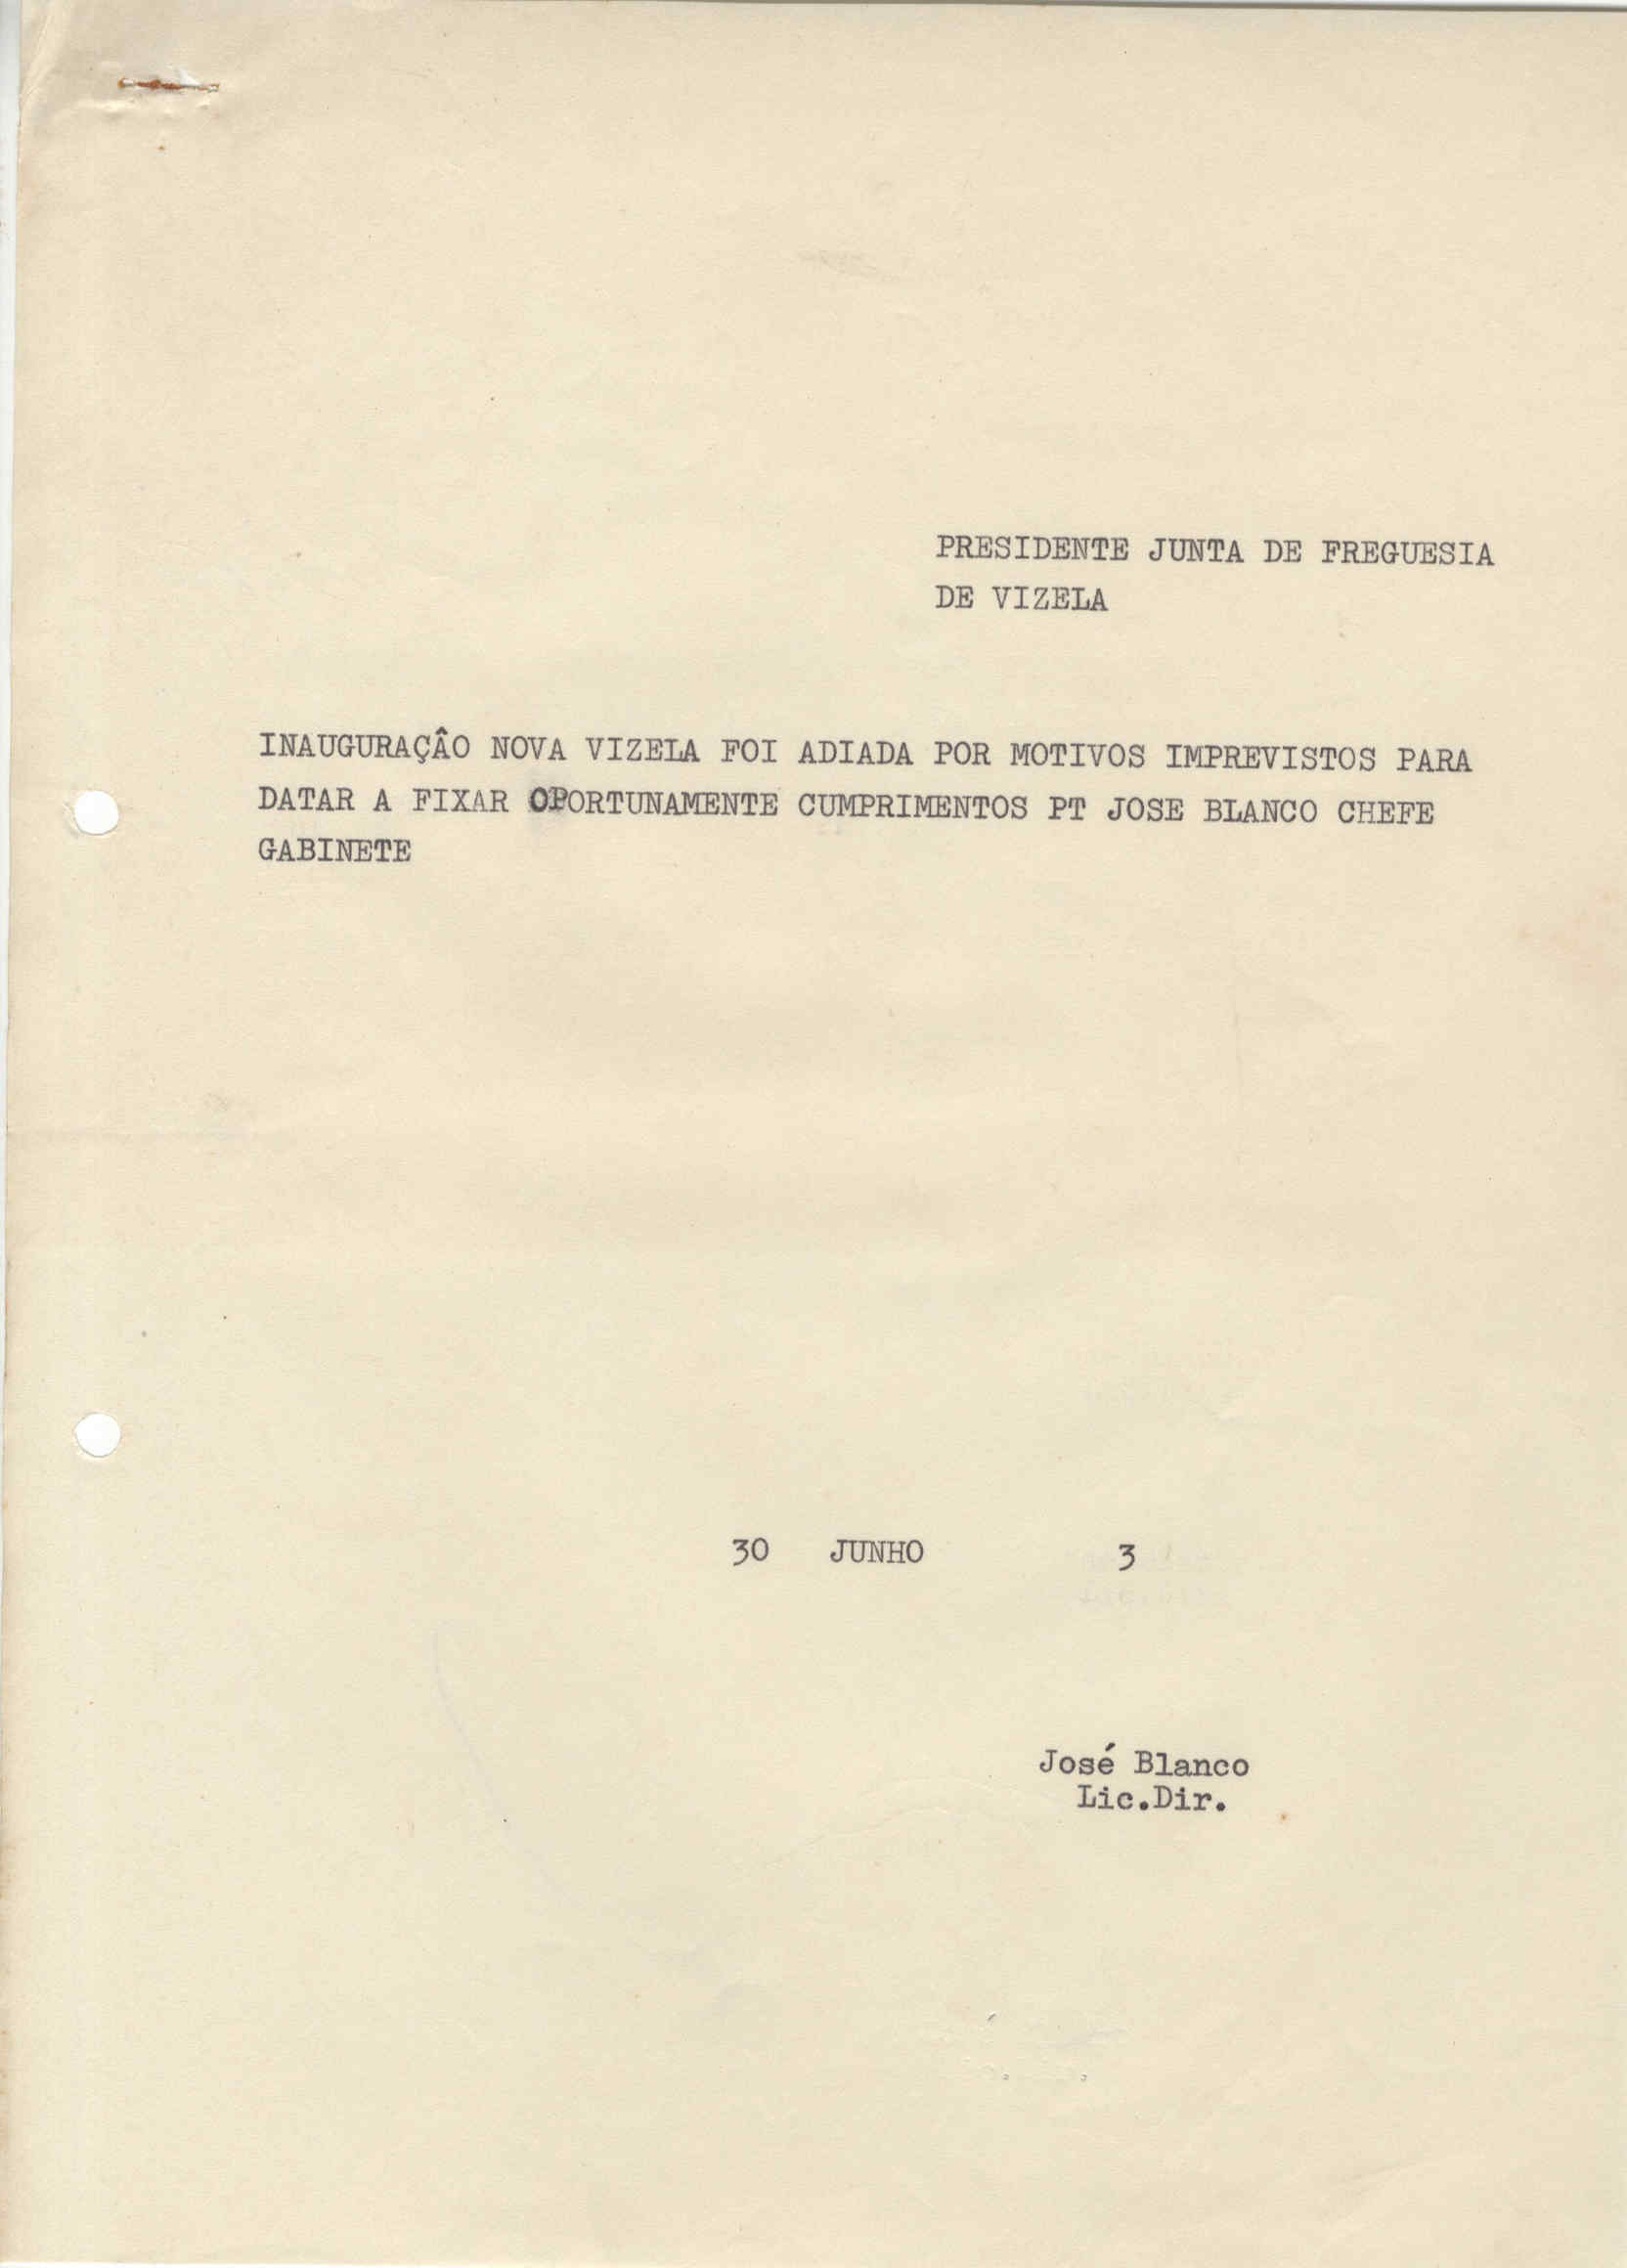 PRESIDENTE JUNTA DE FREGUESIA
DE VIZELA
INAUGURAÇÂO NOVA VIZELA FOI ADIADA POR MOTIVOS IMPREVISTOS PARA
DATAR A FIXAR OPORTUNAMENTE CUMPRIMENTOS PT JOSE BLANCO CHEFE
GABINETE
30 JUNHO 3
José Blanco
Lic.Dir.